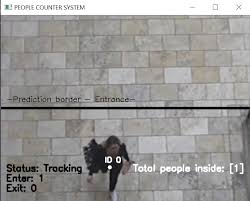 PEOPLE COUNTER SYSTEM
-Prediction border - Entrance-
ID 0
Status: Tracking
Total people inside: [1]
Enter: 1
Exit: 0